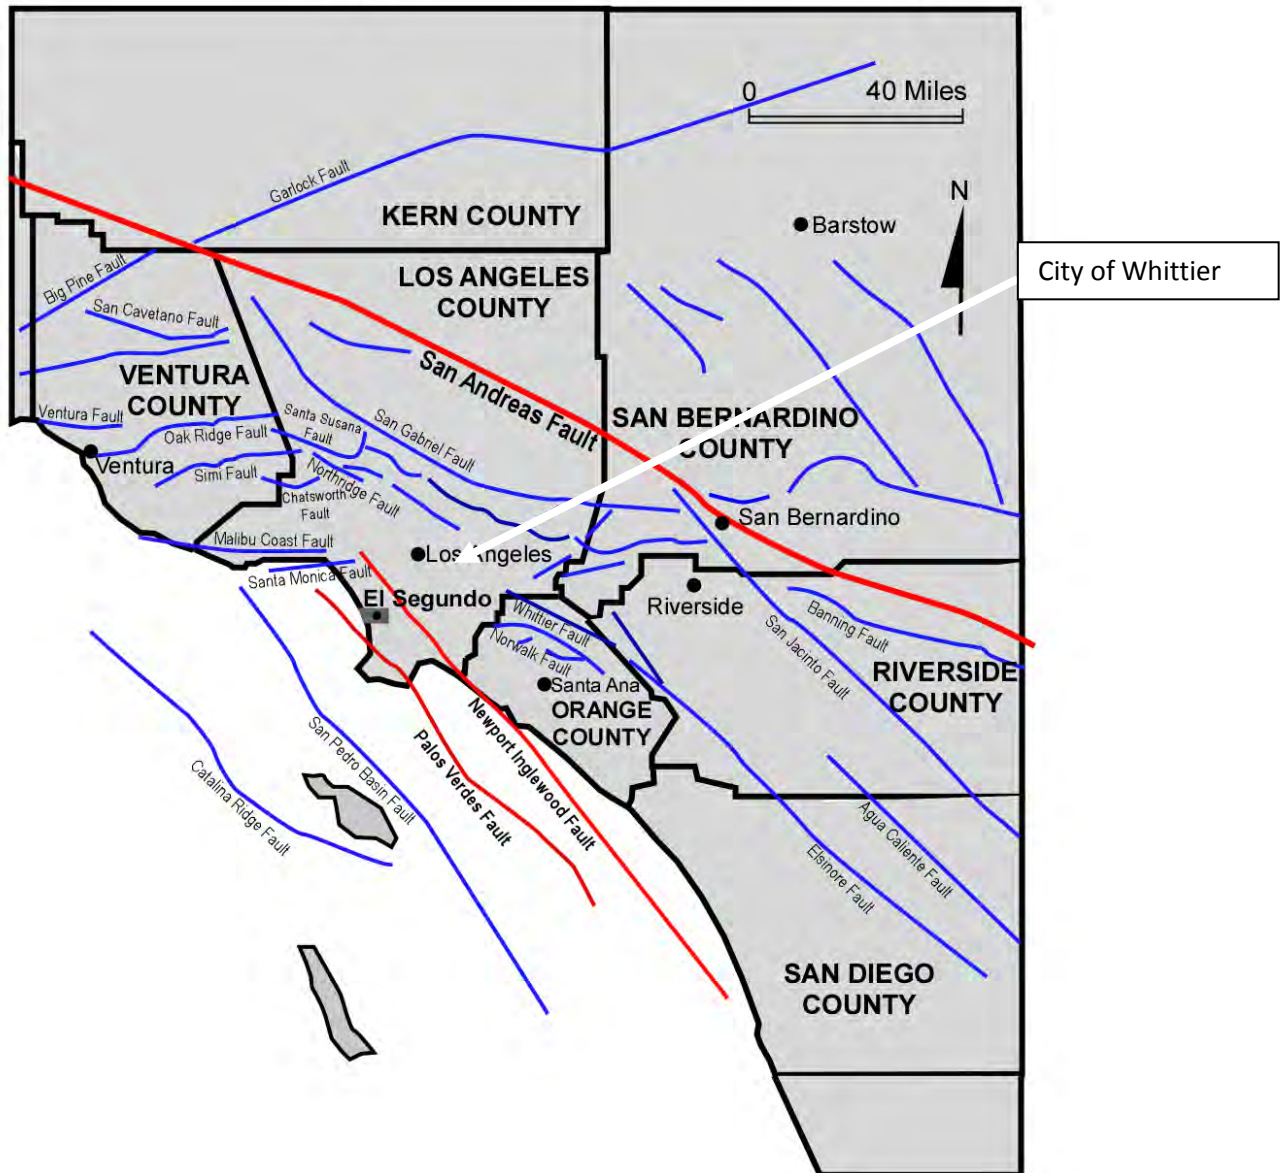 0
40 Miles
Garlock Fault
N
KERN COUNTY
Barstow
Big Pine Fault
LOS ANGELES
COUNTY
City of Whittier
San Cavetano Fault
San Andreas Fault
VENTURA
COUNTY
Ventura Fault
Santa Susana
Fault
San Gabriel Fault
SAN BERNARDINO
COUNTY
Oak Ridge Fault
Ventura
Simi Fault
Northridge Fault
Chatsworth
Fault
San Bernardino
Malibu Coast Fault
Los Angeles
Santa Monica Fault
El Segundo
Riverside
Whittier Fault
Banning Fault
San Jacinto Fault
Norwalk Fault
RIVERSIDE
COUNTY
Santa Ana
ORANGE
COUNTY
Newport Inglewood Fault
Palos Verdes Fault
San Pedro Basin Fault
Catalina Ridge Fault
Agua Caliente Fault
Elsinore Fault
SAN DIEGO
COUNTY